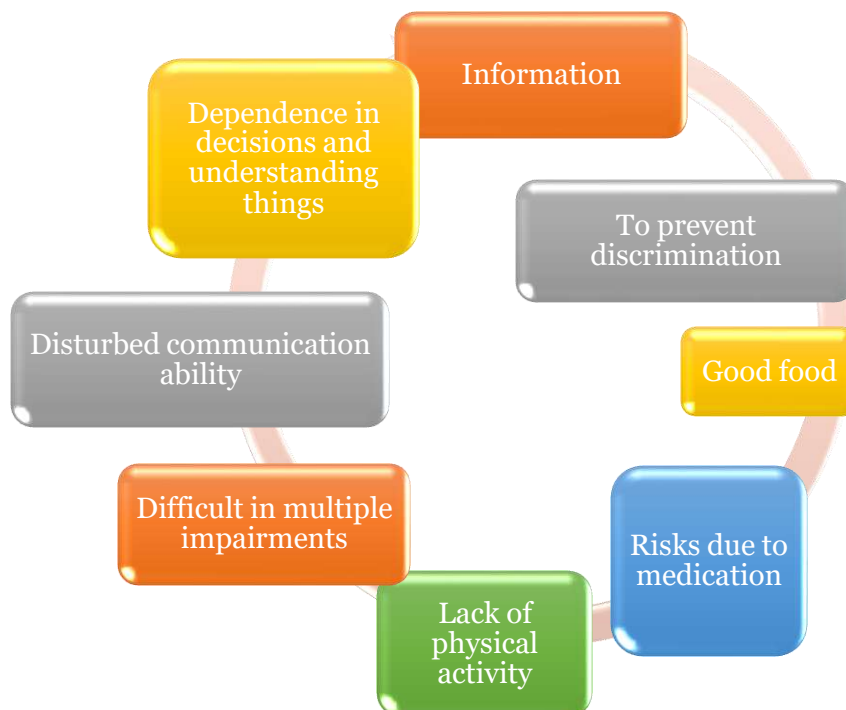 Information
To prevent
discrimination
Good food
Risks due to
medication
Lack of
physical
activity
Difficult in multiple
impairments
Disturbed communication
ability
Dependence in
decisions and
understanding
things